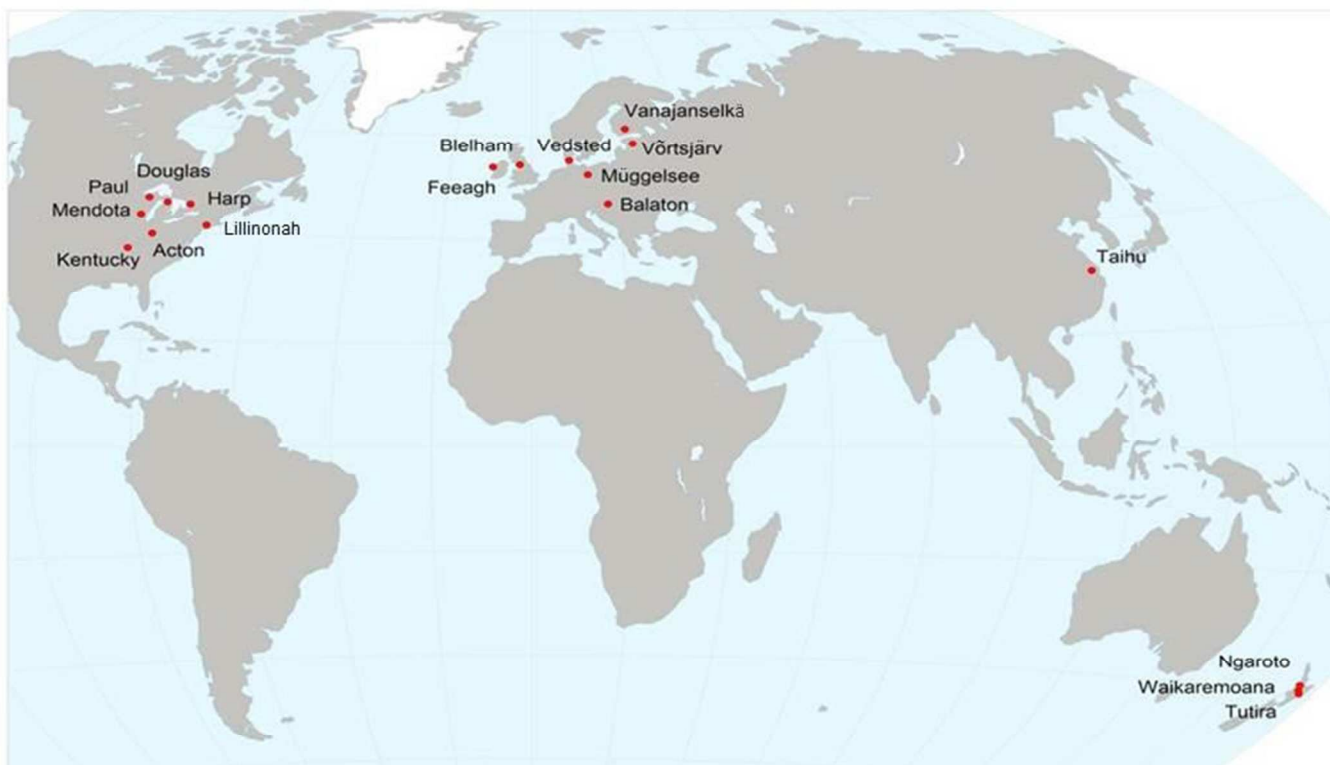 Vanajanselkä
Blelham
Vedsted
Võrtsjärv
Douglas
Müggelsee
Paul
Feeagh
Harp
Balaton
Mendota
Lillinonah
Acton
Kentucky
Taihu
Ngaroto
Waikaremoana
Tutira